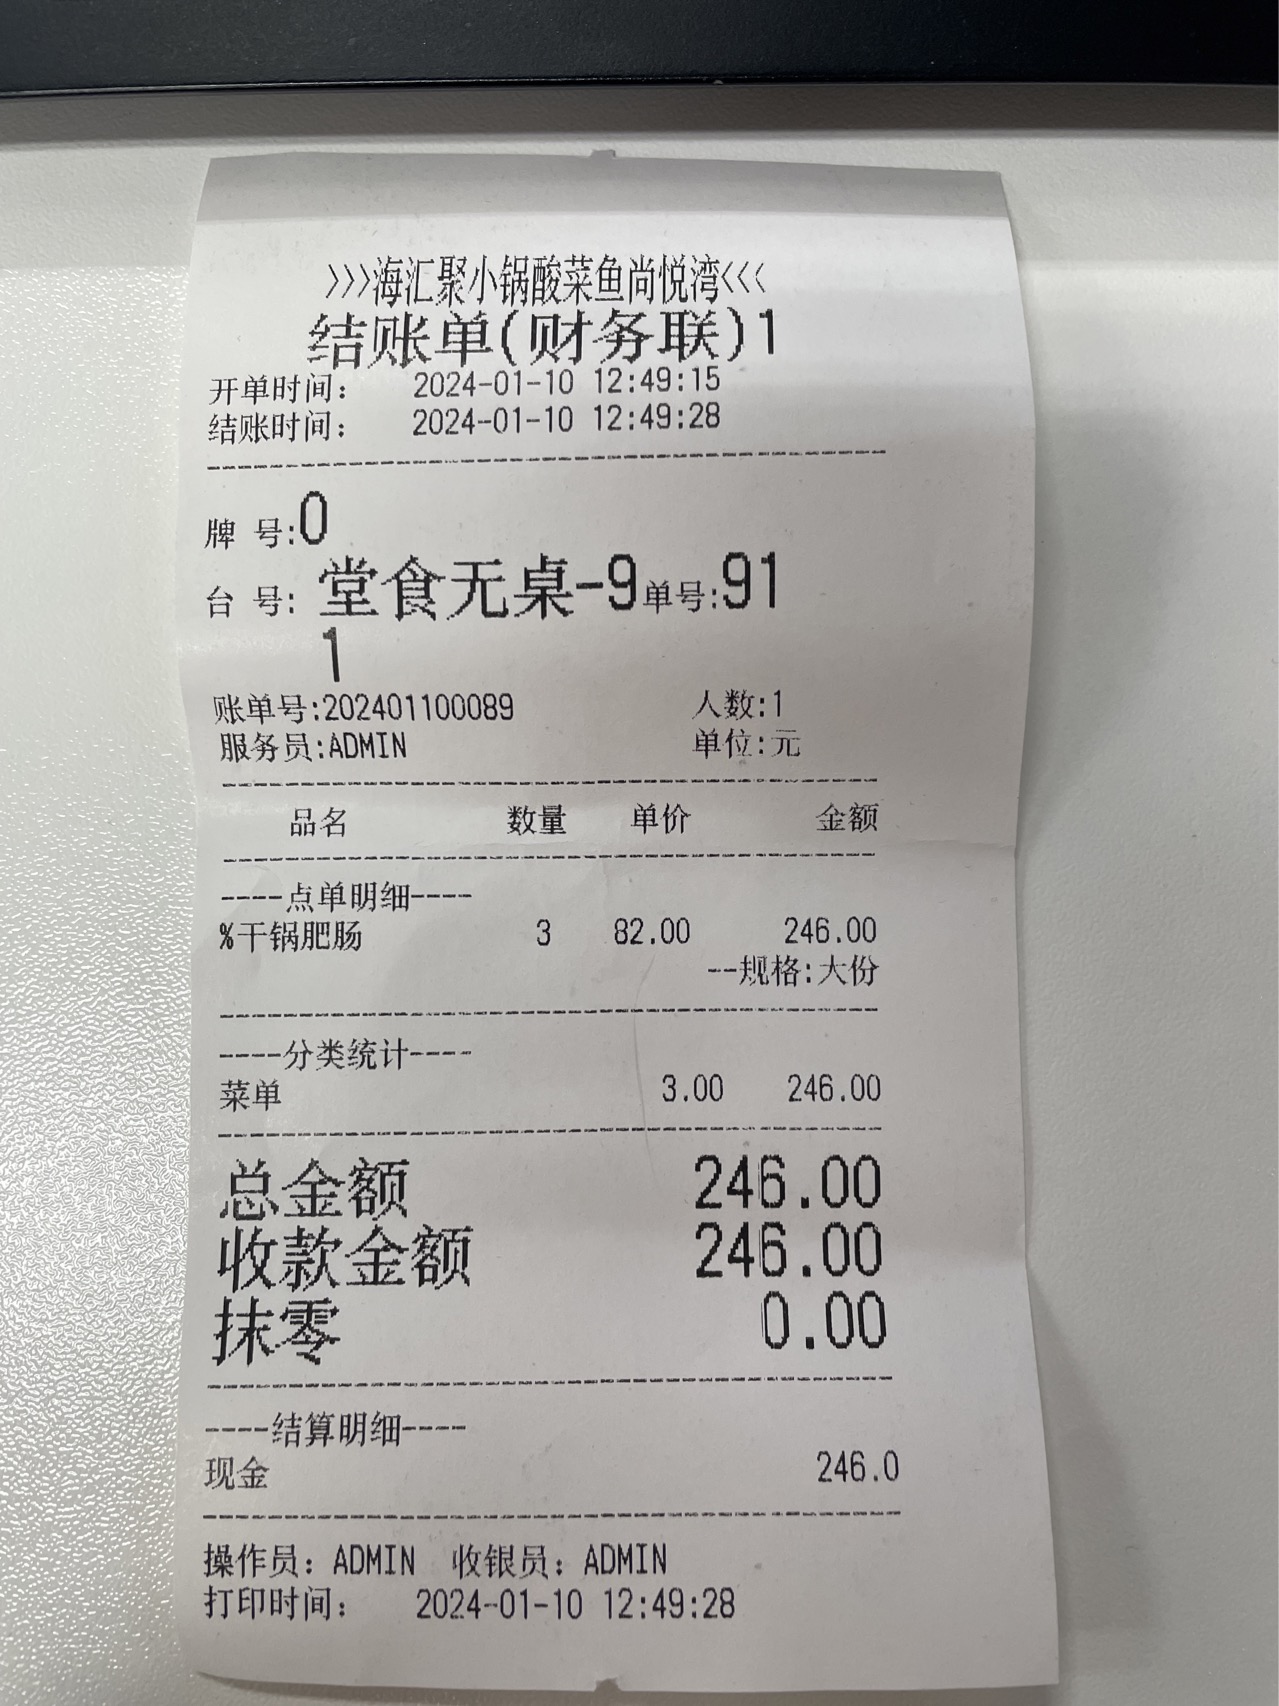 >>>海汇聚小锅酸菜鱼尚悦湾<<<
结账单(财务联)1
开单时间： 2024-01-10 12:49:15
结账时间： 2024-01-10 12:49:28
牌 号:0
台 号: 堂食无桌-9单号:91
1
账单号:202401100089 人数:1
服务员:ADMIN 单位:元
品名 数量 单价 金额
----点单明细----
%干锅肥肠 3 82.00 246.00
--规格:大份
----分类统计----
菜单 3.00 246.00
总金额 246.00
收款金额 246.00
抹零 0.00
----结算明细----
现金 246.0
操作员： ADMIN 收银员： ADMIN
打印时间： 2024-01-10 12:49:28